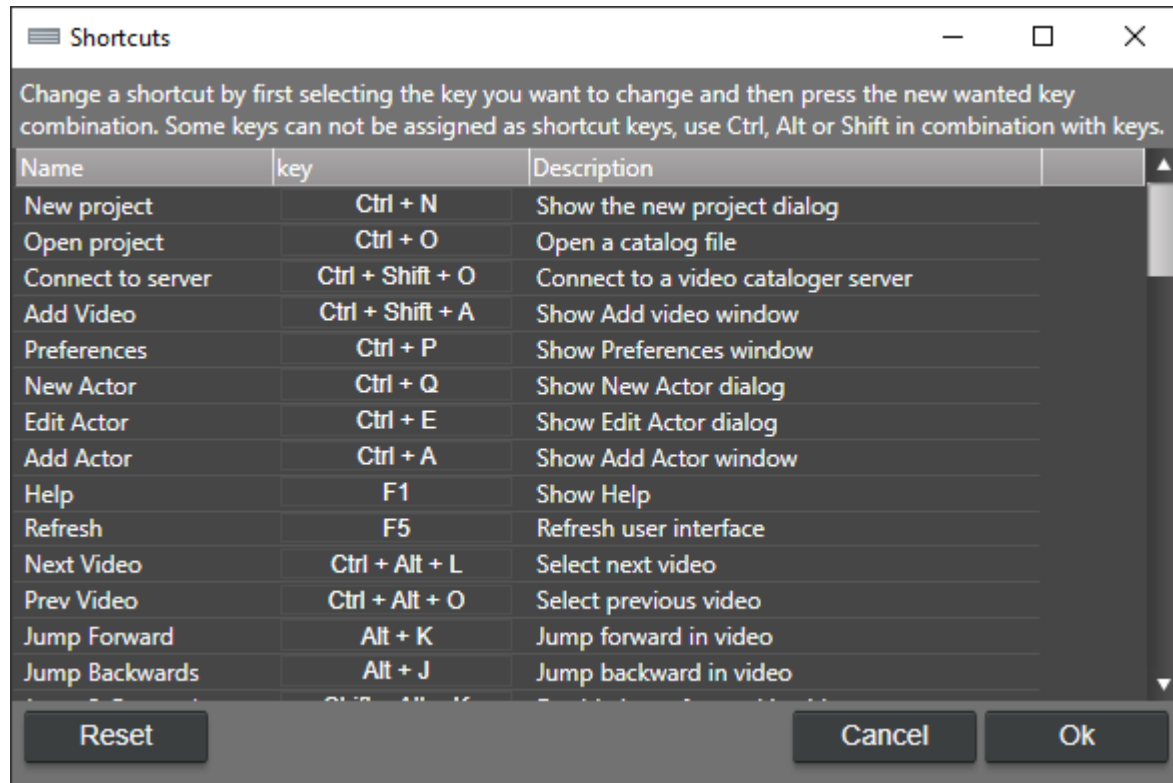 Shortcuts
Change a shortcut by first selecting the key you want to change and then press the new wanted key
combination. Some keys can not be assigned as shortcut keys, use Ctrl, Alt or Shift in combination with keys.
Name key Description
New project Ctrl + N Show the new project dialog
Open project Ctrl + O Open a catalog file
Connect to server Ctrl + Shift + O Connect to a video cataloger server
Add Video Ctrl + Shift + A Show Add video window
Preferences Ctrl + P Show Preferences window
New Actor Ctrl + Q Show New Actor dialog
Edit Actor Ctrl + E Show Edit Actor dialog
Add Actor Ctrl + A Show Add Actor window
Help F1 Show Help
Refresh F5 Refresh user interface
Next Video Ctrl + Alt + L Select next video
Prev Video Ctrl + Alt + O Select previous video
Jump Forward Alt + K Jump forward in video
Jump Backwards Alt + J Jump backward in video
Reset Cancel Ok